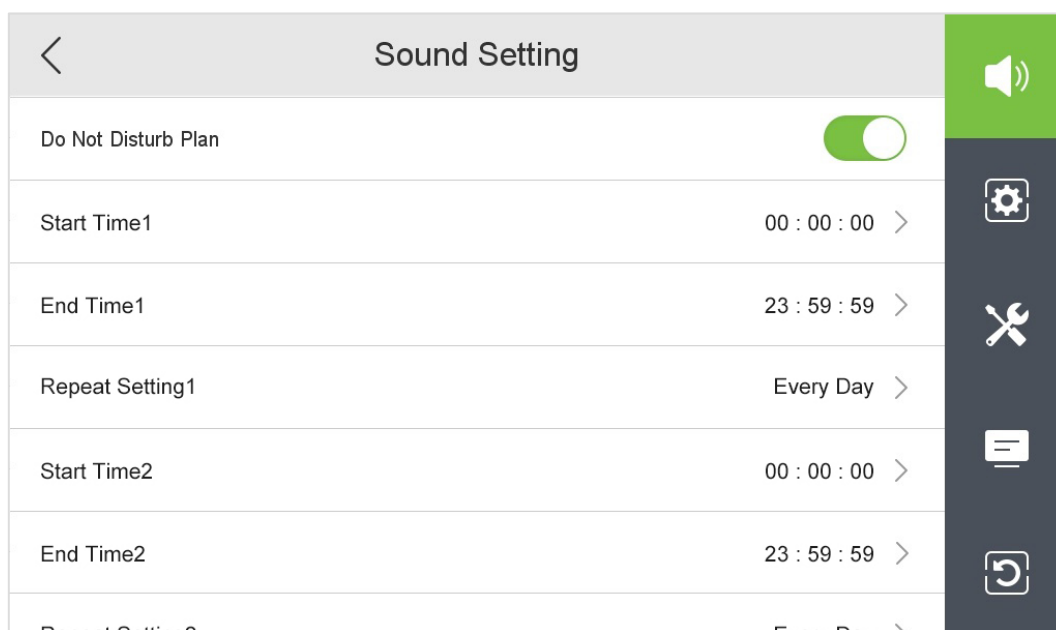 Sound Setting
Do Not Disturb Plan
Start Time1 00 : 00 : 00
End Time1 23 : 59 : 59
Repeat Setting1 Every Day
Start Time2 00 : 00 : 00
End Time2 23 : 59 : 59